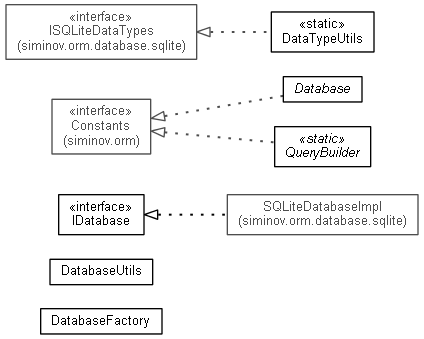 «interface»
ISQLiteDataTypes
(siminov.orm.database.sqlite)
«static»
DataTypeUtils
«interface»
Constants
(siminov.orm)
Database
«static»
QueryBuilder
«interface»
IDatabase
SQLiteDatabaseImpl
(siminov.orm.database.sqlite)
DatabaseUtils
DatabaseFactory